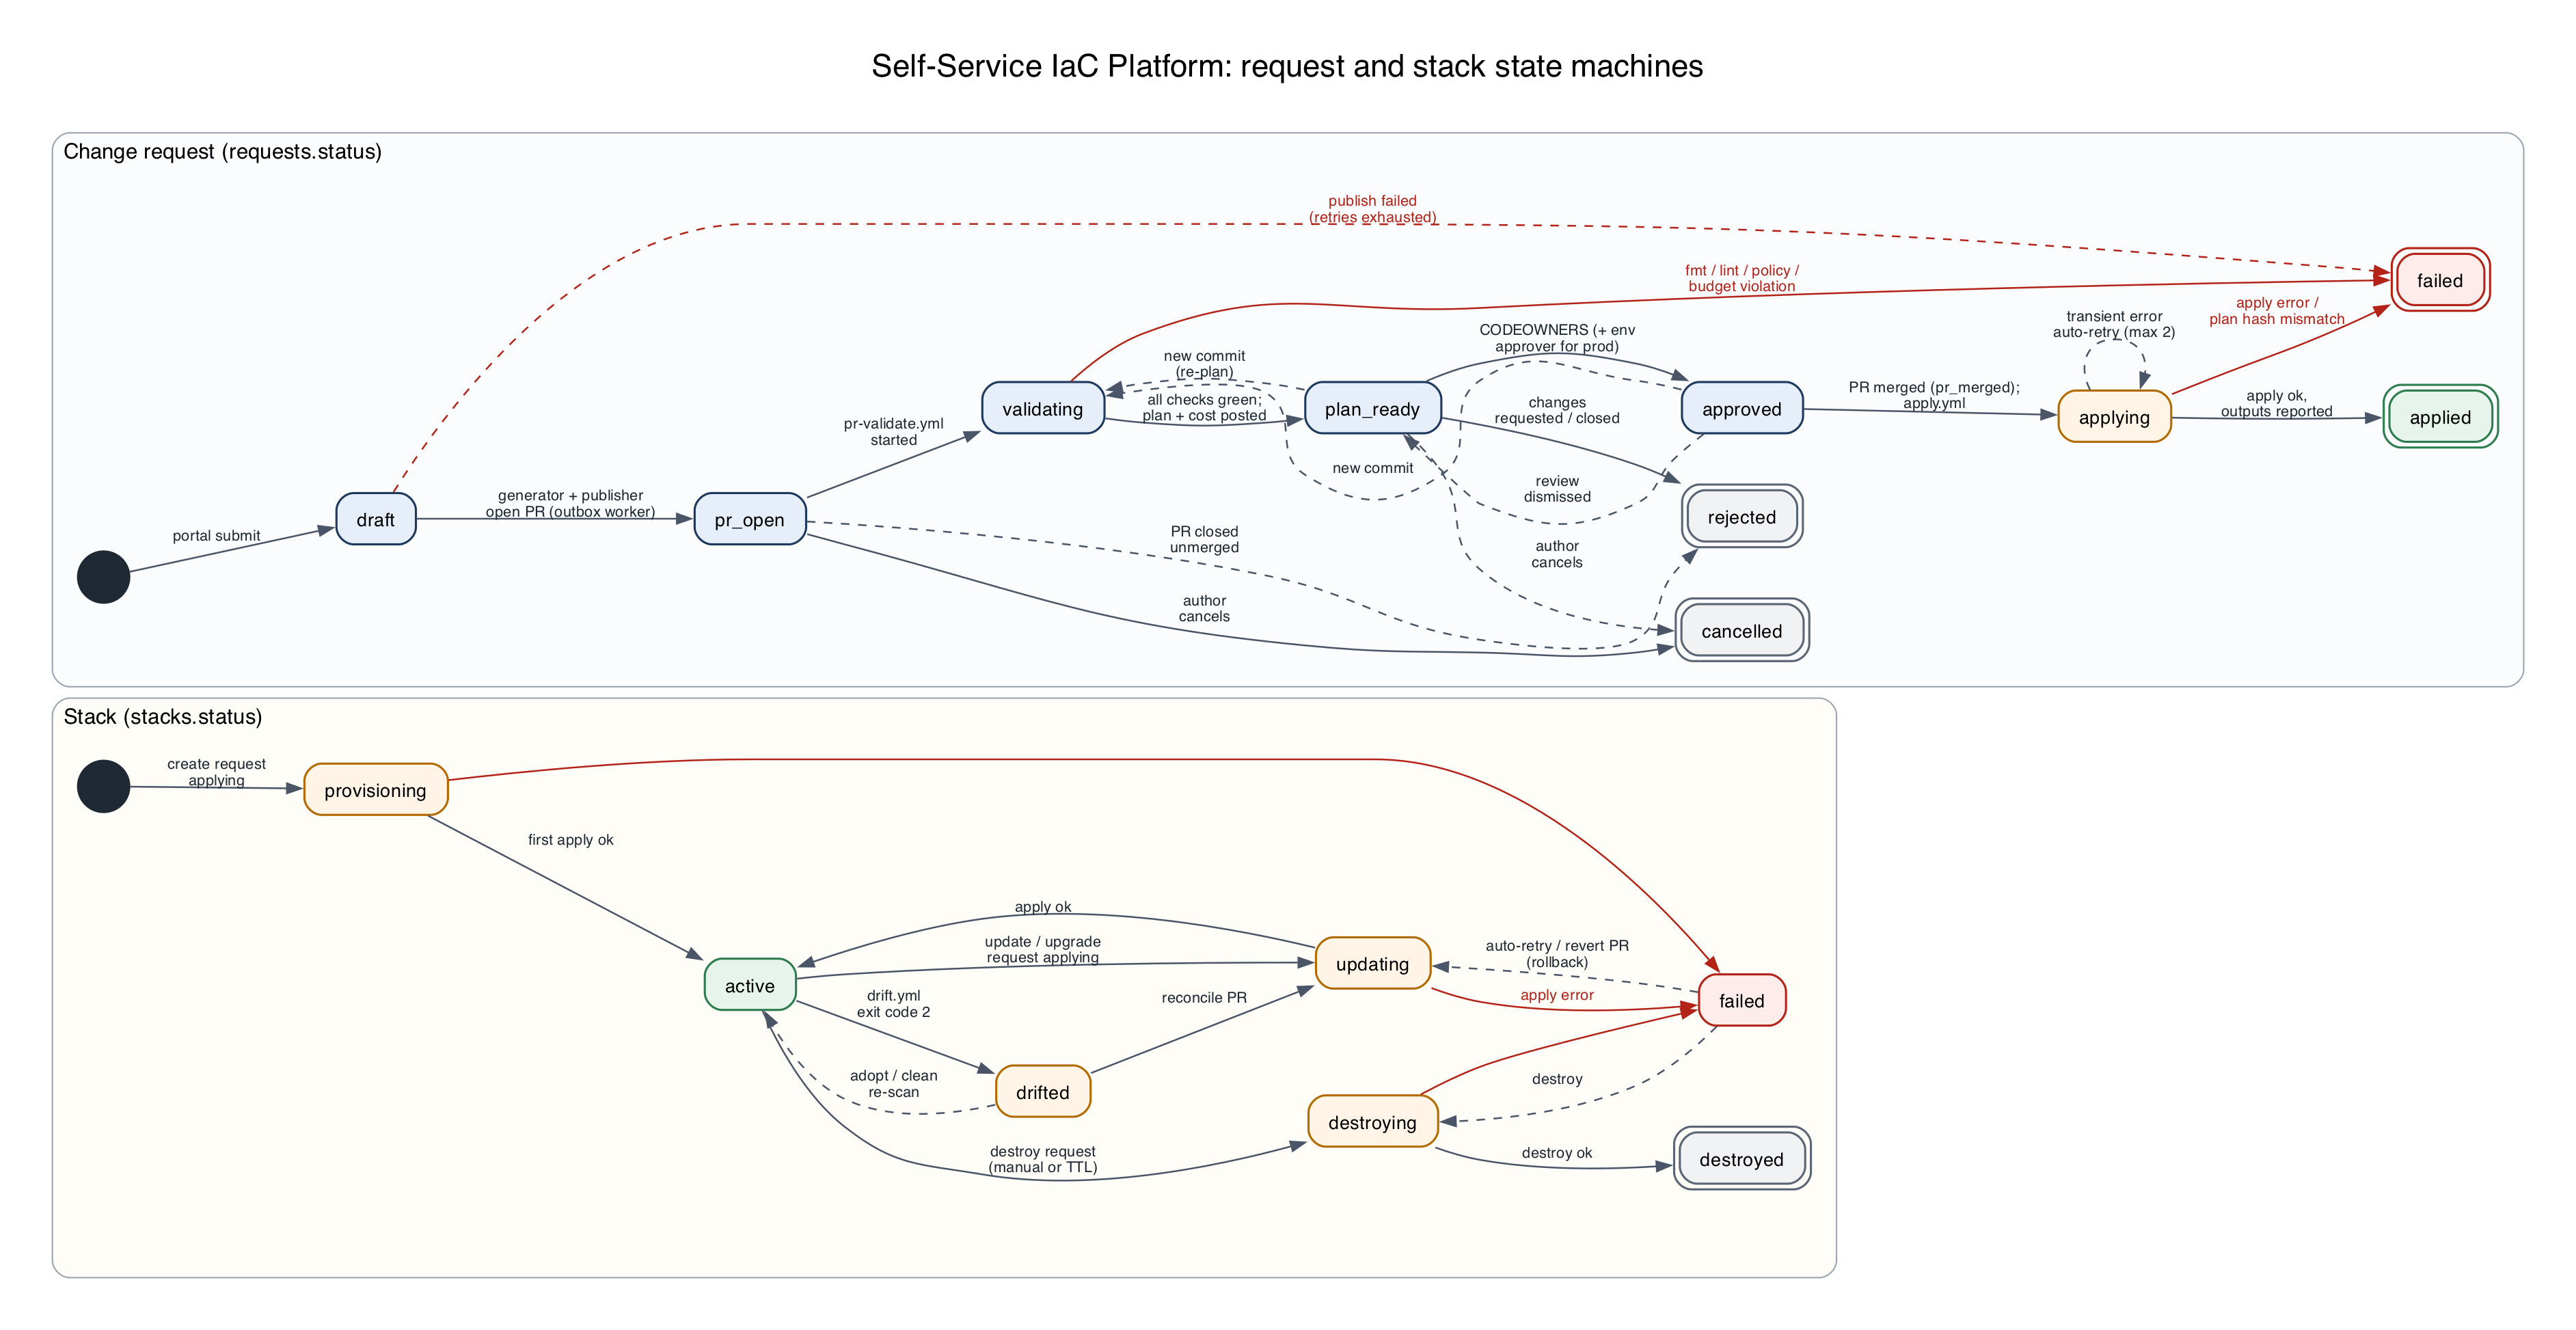 Self-Service IaC Platform: request and stack state machines
Change request (requests.status)
publish failed
(retries exhausted)
fmt / lint / policy /
budget violation
failed
apply error /
plan hash mismatch
transient error
auto-retry (max 2)
CODEOWNERS (+ env
approver for prod)
new commit
(re-plan)
all checks green;
plan + cost posted
validating
plan_ready
changes
requested / closed
approved
PR merged (pr_merged);
apply.yml
applying
apply ok,
outputs reported
applied
pr-validate.yml
started
new commit
review
dismissed
generator + publisher
open PR (outbox worker)
portal submit
draft
pr_open
rejected
PR closed
unmerged
author
cancels
author
cancels
cancelled
Stack (stacks.status)
create request
applying
provisioning
first apply ok
apply ok
update / upgrade
request applying
auto-retry / revert PR
(rollback)
updating
active
drift.yml
exit code 2
reconcile PR
apply error
failed
adopt / clean
re-scan
drifted
destroy
destroying
destroy request
(manual or TTL)
destroy ok
destroyed